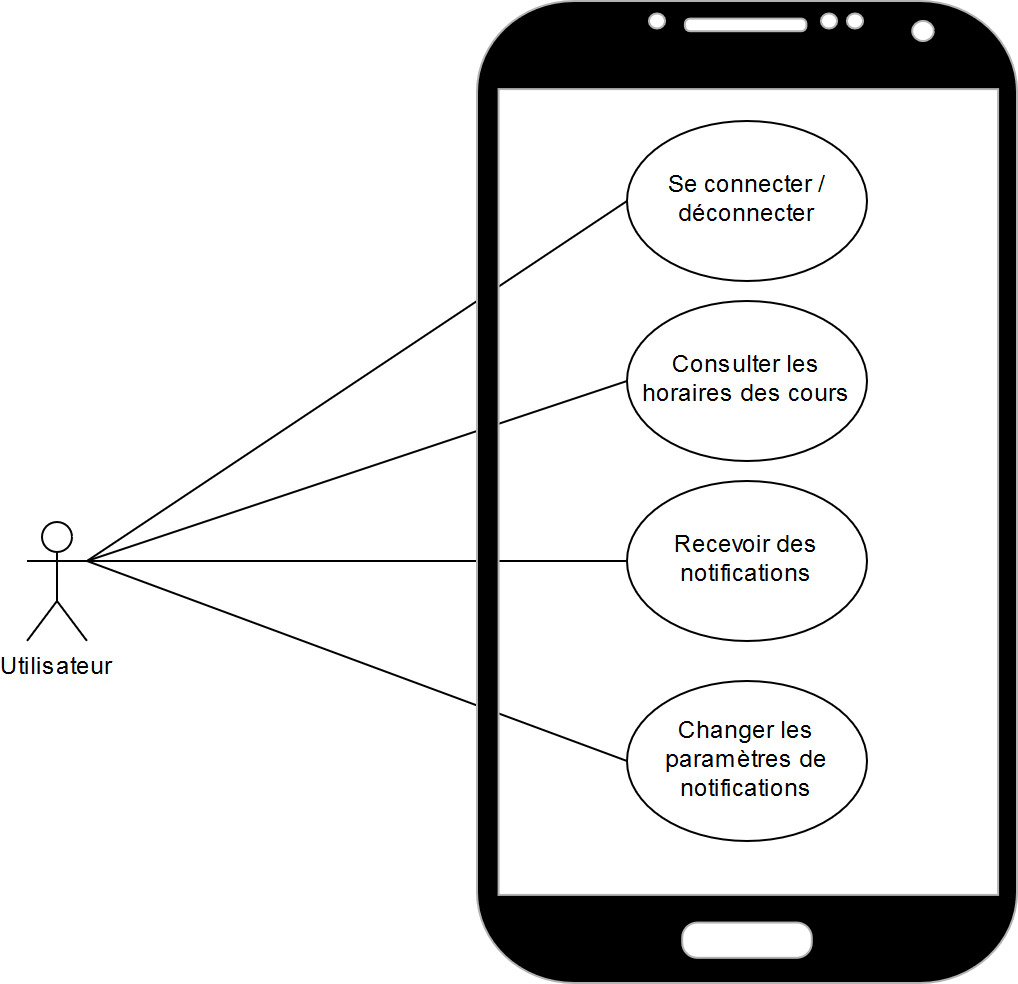 Se connecter /
déconnecter
Consulter les
horaires des cours
Recevoir des
notifications
Utilisateur
Changer les
paramètres de
notifications